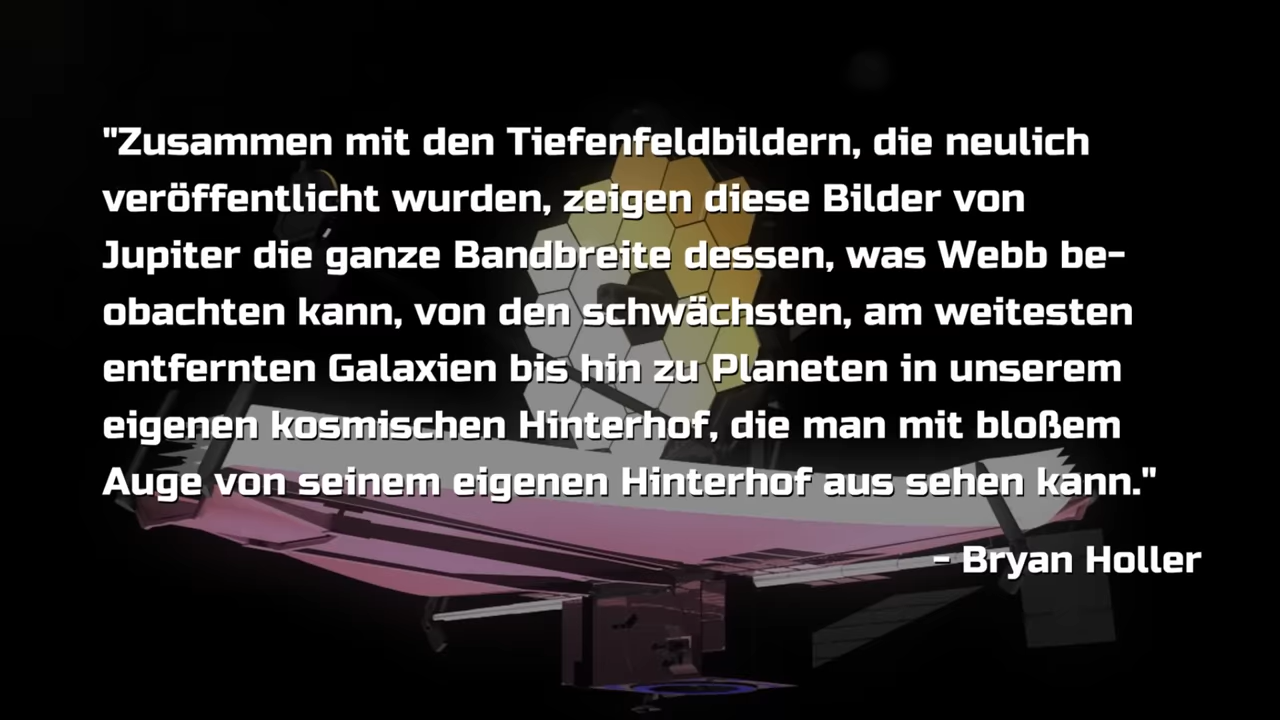 "Zusammen mit den Tiefenfeldbildern, die neulich
veröffentlicht wurden, zeigen diese Bilder von
Jupiter die ganze Bandbreite dessen, was Webb be-
obachten kann, von den schwächsten, am weitesten
entfernten Galaxien bis hin zu Planeten in unserem
eigenen kosmischen Hinterhof, die man mit bloßem
Auge von seinem eigenen Hinterhof aus sehen kann."
- Bryan Holler